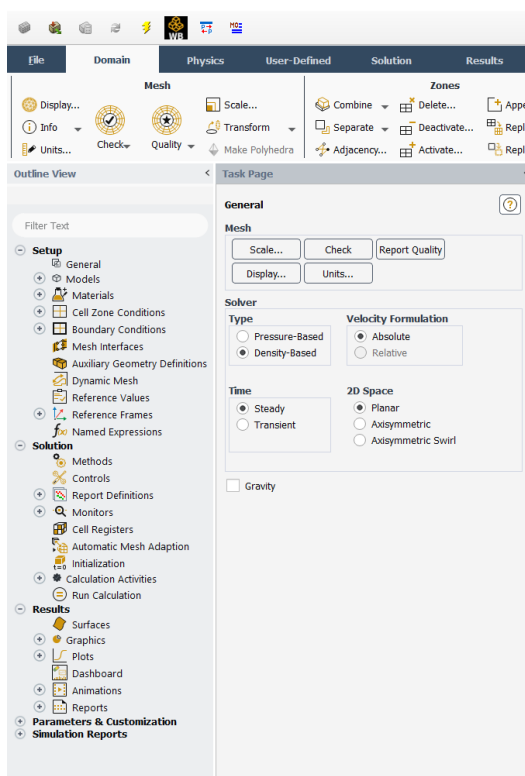 WB
File Domain Physics User-Defined Solution Results
Mesh Zones
Display... Scale... Combine Delete... Appe
Info Transform Separate Deactivate... Repl
Units... Check Quality Make Polyhedra Adjacency... Activate... Repl
Outline View < Task Page
General ?
Filter Text
Mesh
Scale... Check Report Quality
Display... Units...
Solver
Type Velocity Formulation
Pressure-Based Absolute
Density-Based Relative
Time 2D Space
Steady Planar
Transient Axisymmetric
Axisymmetric Swirl
Gravity
Setup
General
Models
Materials
Cell Zone Conditions
Boundary Conditions
Mesh Interfaces
Auxiliary Geometry Definitions
Dynamic Mesh
Reference Values
Reference Frames
Named Expressions
Solution
Methods
Controls
Report Definitions
Monitors
Cell Registers
Automatic Mesh Adaption
t=0 Initialization
Calculation Activities
Run Calculation
Results
Surfaces
Graphics
Plots
Dashboard
Animations
Reports
Parameters & Customization
Simulation Reports